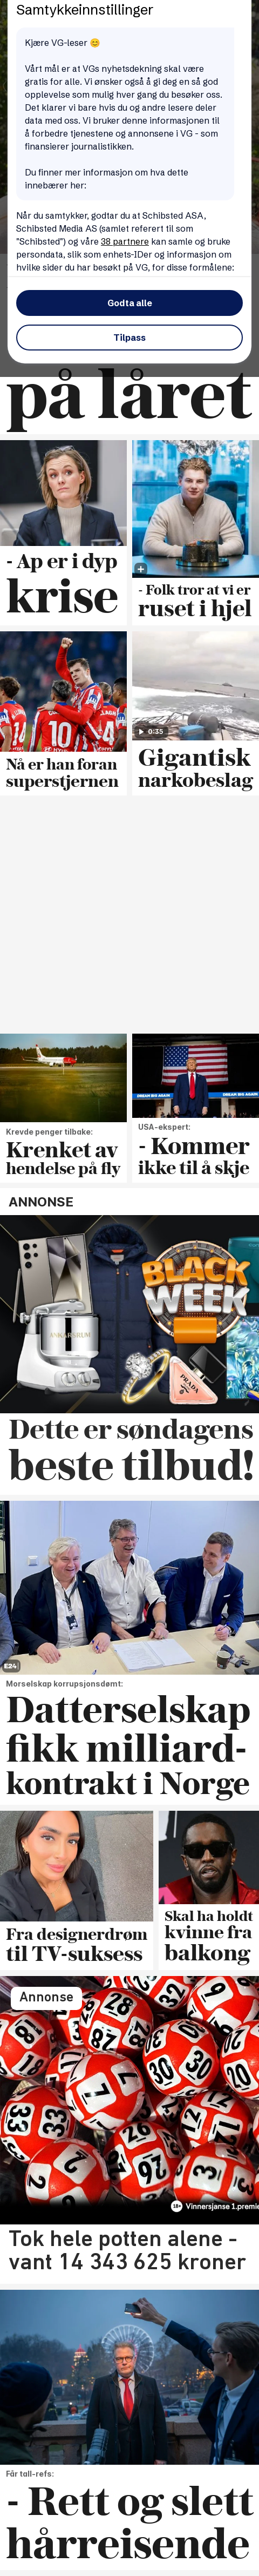 Samtykkeinnstillinger
Kjære VG-leser 😊
Vårt mål er at VGs nyhetsdekning skal være
gratis for alle. Vi ønsker også å gi deg en så god
opplevelse som mulig hver gang du besøker oss.
Det klarer vi bare hvis du og andre lesere deler
data med oss. Vi bruker denne informasjonen til
å forbedre tjenestene og annonsene i VG - som
finansierer journalistikken.
Du finner mer informasjon om hva dette
innebærer her:
Når du samtykker, godtar du at Schibsted ASA,
Schibsted Media AS (samlet referert til som
"Schibsted") og våre 38 partnere kan samle og bruke
persondata, slik som enhets-IDer og informasjon om
hvilke sider du har besøkt på VG, for disse formålene:
Godta alle
Tilpass
på låret
- Ap er i dyp
krise
- Folk tror at vi er
ruset i hjel
Nå er han foran
superstjernen
0:35
Gigantisk
narkobeslag
Krevde penger tilbake:
Krenket av
hendelse på fly
DREAM BIG AGAIN
DREAM BIG AGAIN
USA-ekspert:
- Kommer
ikke til å skje
ANNONSE
BLACK
WEEK
ANKARSRUM
PRADA
Dette er søndagens
beste tilbud!
E24
Morselskap korrupsjonsdømt:
Datterselskap
fikk milliard-
kontrakt i Norge
Fra designerdrøm
til TV-suksess
Skal ha holdt
kvinne fra
balkong
Annonse
18+ Vinnersjanse 1.premie
Tok hele potten alene -
vant 14 343 625 kroner
Får tall-refs:
- Rett og slett
hårreisende